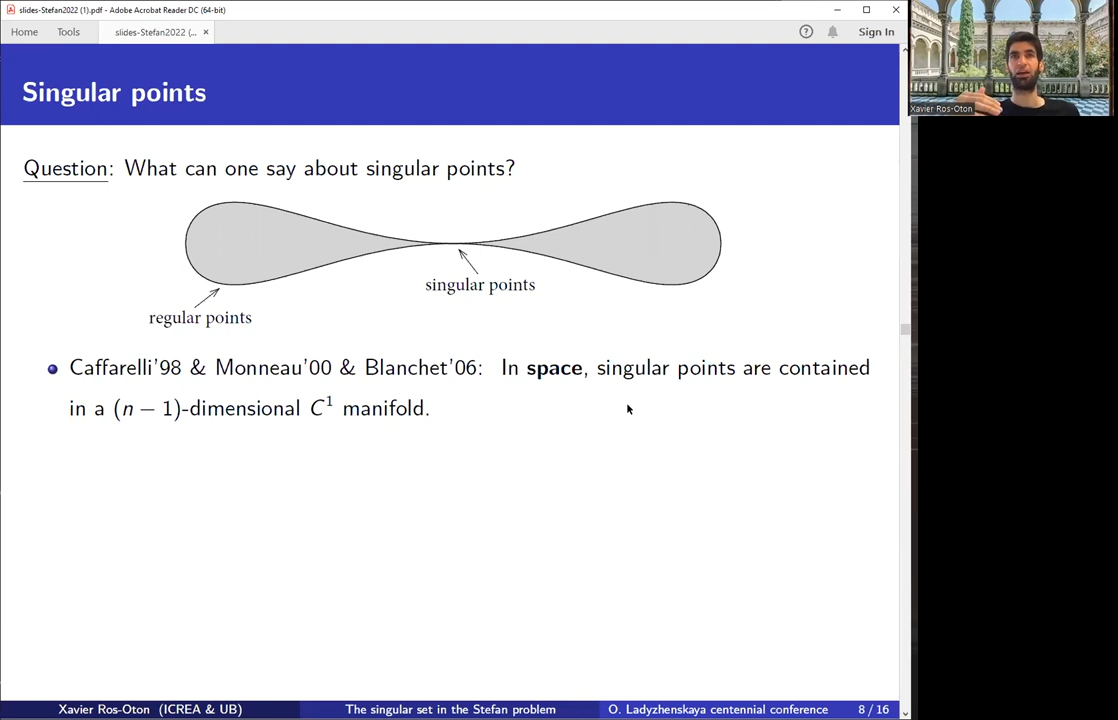 slides-Stefan2022 (1).pdf - Adobe Acrobat Reader DC (64-bit)
Home Tools slides-Stefan2022 (... × Sign In
Xavier Ros-Oton
Singular points
Question: What can one say about singular points?
singular points
regular points
Caffarelli'98 & Monneau'00 & Blanchet'06: In space, singular points are contained
in a (n − 1)-dimensional C¹ manifold.
Xavier Ros-Oton (ICREA & UB) The singular set in the Stefan problem O. Ladyzhenskaya centennial conference 8 / 16